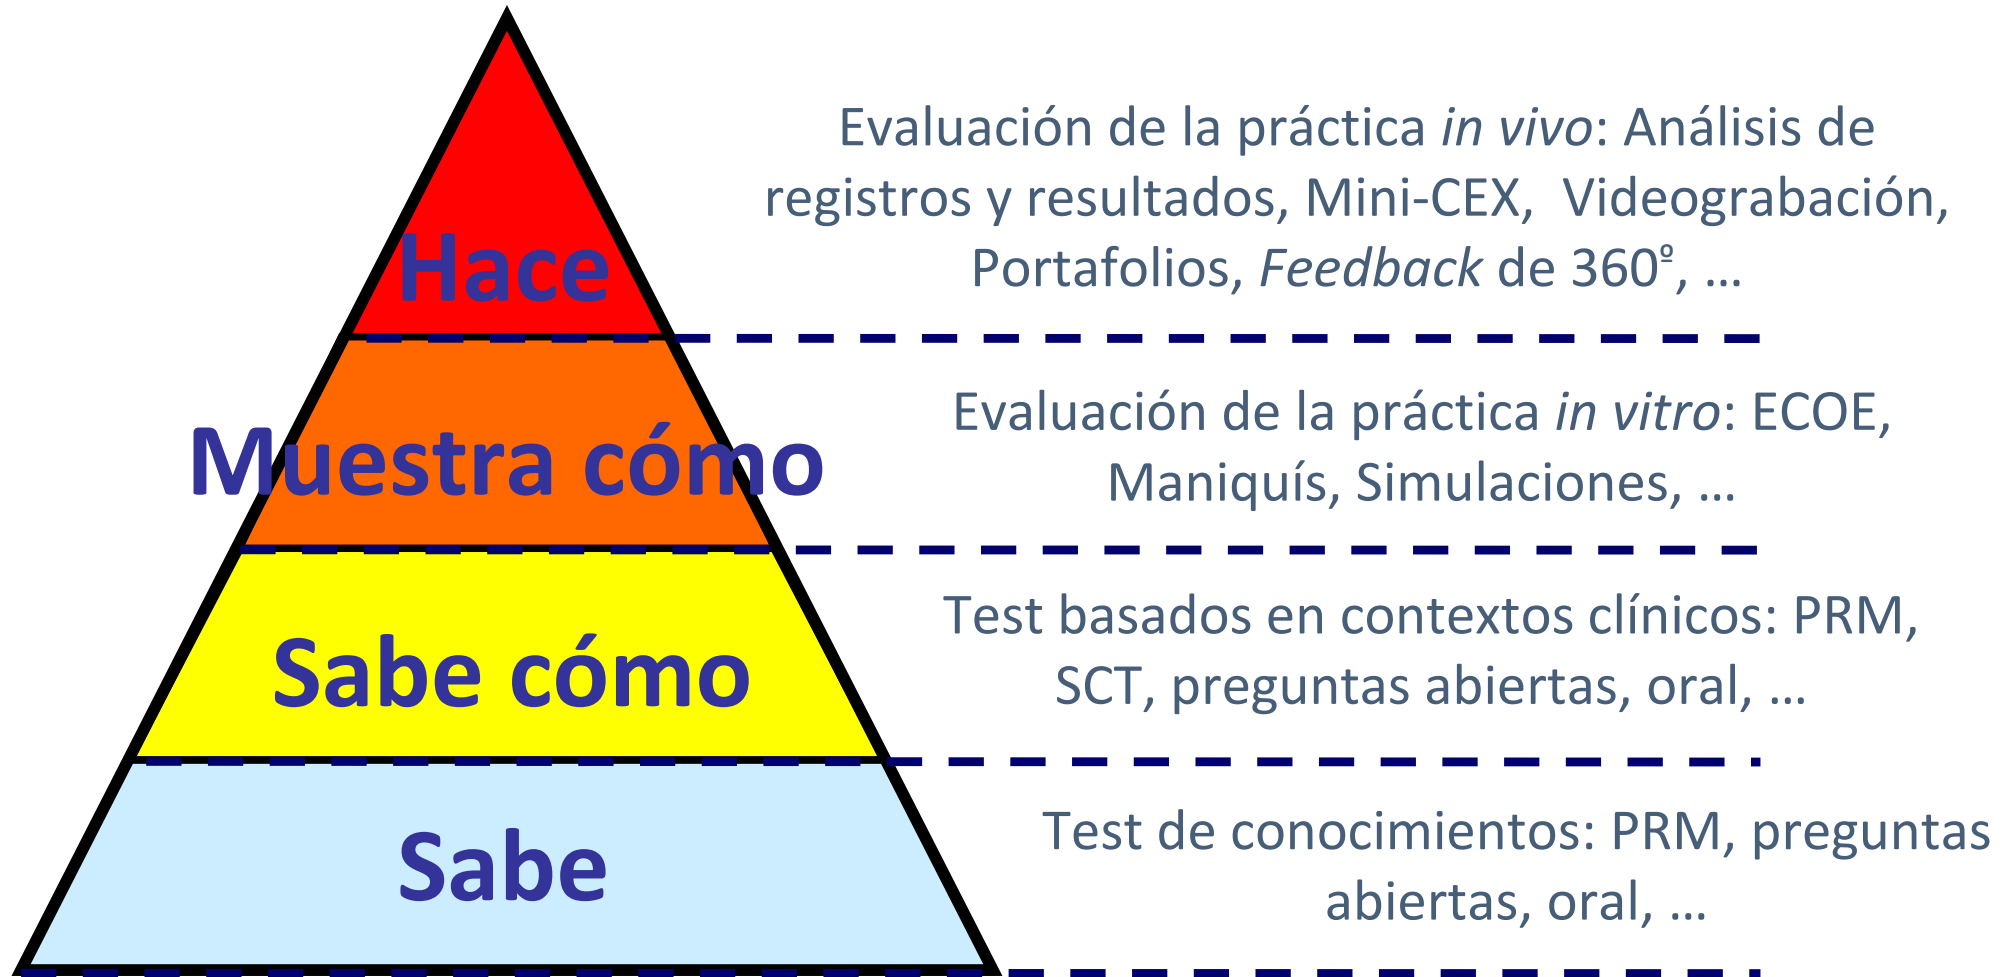 Evaluación de la práctica in vivo: Análisis de
registros y resultados, Mini-CEX, Videograbación,
Portafolios, Feedback de 360º, ...
Hace
Evaluación de la práctica in vitro: ECOE,
Maniquís, Simulaciones, ...
Muestra cómo
Test basados en contextos clínicos: PRM,
SCT, preguntas abiertas, oral, ...
Sabe cómo
Test de conocimientos: PRM, preguntas
abiertas, oral, ...
Sabe